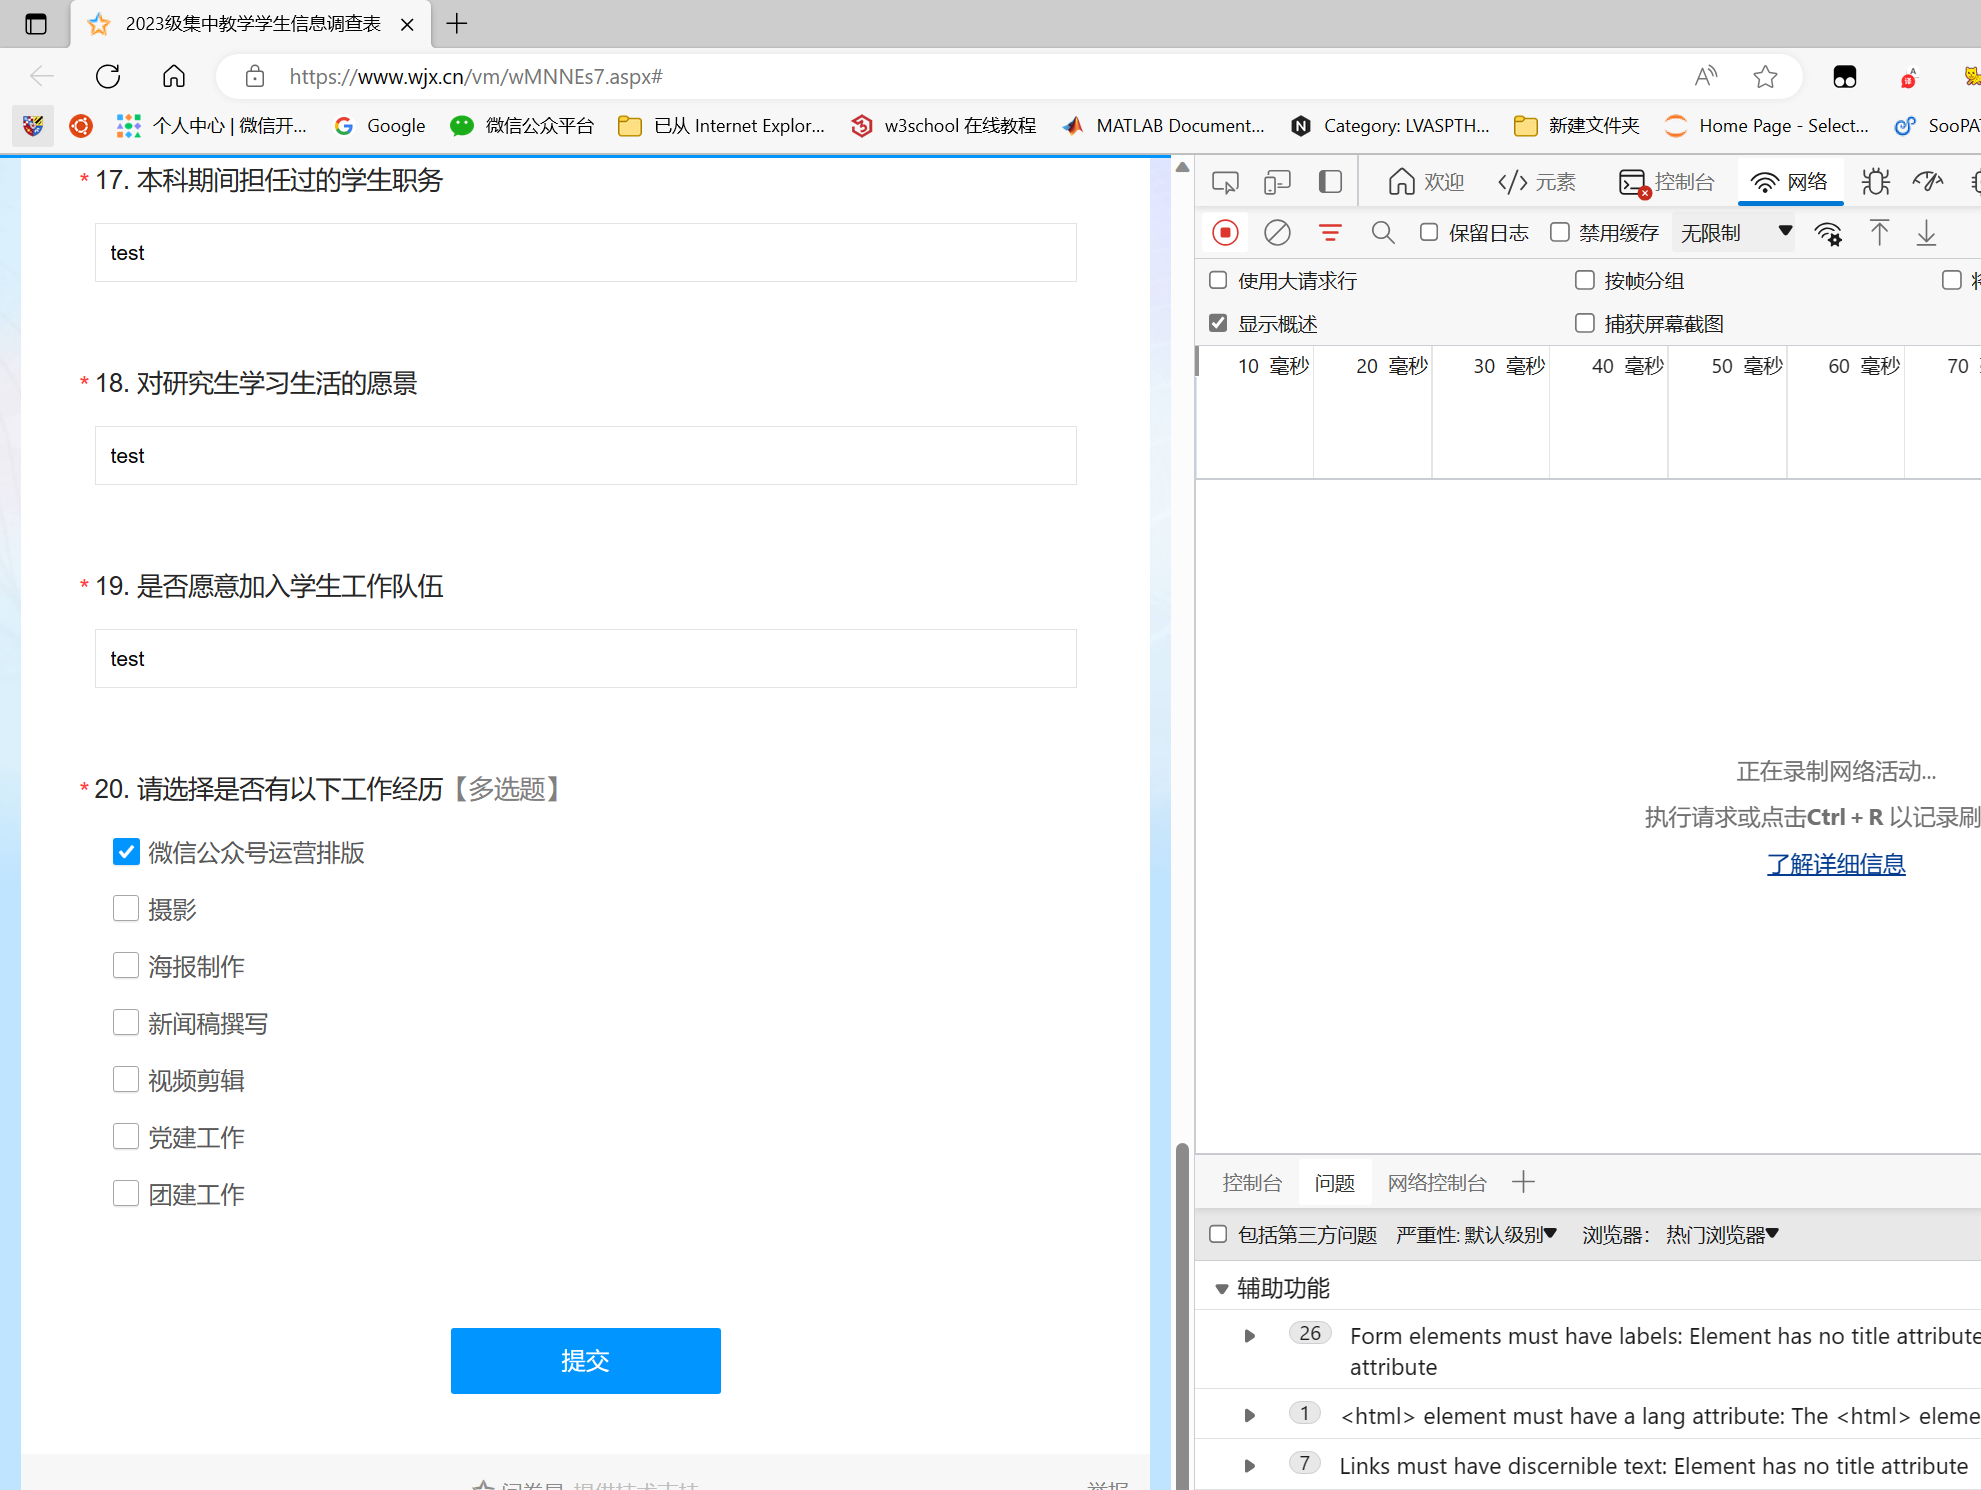 2023级集中教学学生信息调查表
https://www.wjx.cn/vm/wMNNEs7.aspx#
个人中心 | 微信开...
Google
微信公众平台
已从 Internet Explor...
w3school 在线教程
MATLAB Document...
Category: LVASPTH...
新建文件夹
Home Page - Select...
SooPA
* 17. 本科期间担任过的学生职务
test
* 18. 对研究生学习生活的愿景
test
* 19. 是否愿意加入学生工作队伍
test
* 20. 请选择是否有以下工作经历【多选题】
微信公众号运营排版
摄影
海报制作
新闻稿撰写
视频剪辑
党建工作
团建工作
提交
问卷星 提供技术支持
举报
欢迎
元素
控制台
网络
保留日志
禁用缓存
无限制
使用大请求行
按帧分组
显示概述
捕获屏幕截图
10 毫秒
20 毫秒
30 毫秒
40 毫秒
50 毫秒
60 毫秒
70
正在录制网络活动...
执行请求或点击Ctrl + R 以记录刷
了解详细信息
控制台
问题
网络控制台
包括第三方问题
严重性: 默认级别
浏览器: 热门浏览器
辅助功能
26
Form elements must have labels: Element has no title attribute
attribute
1
<html> element must have a lang attribute: The <html> eleme
7
Links must have discernible text: Element has no title attribute